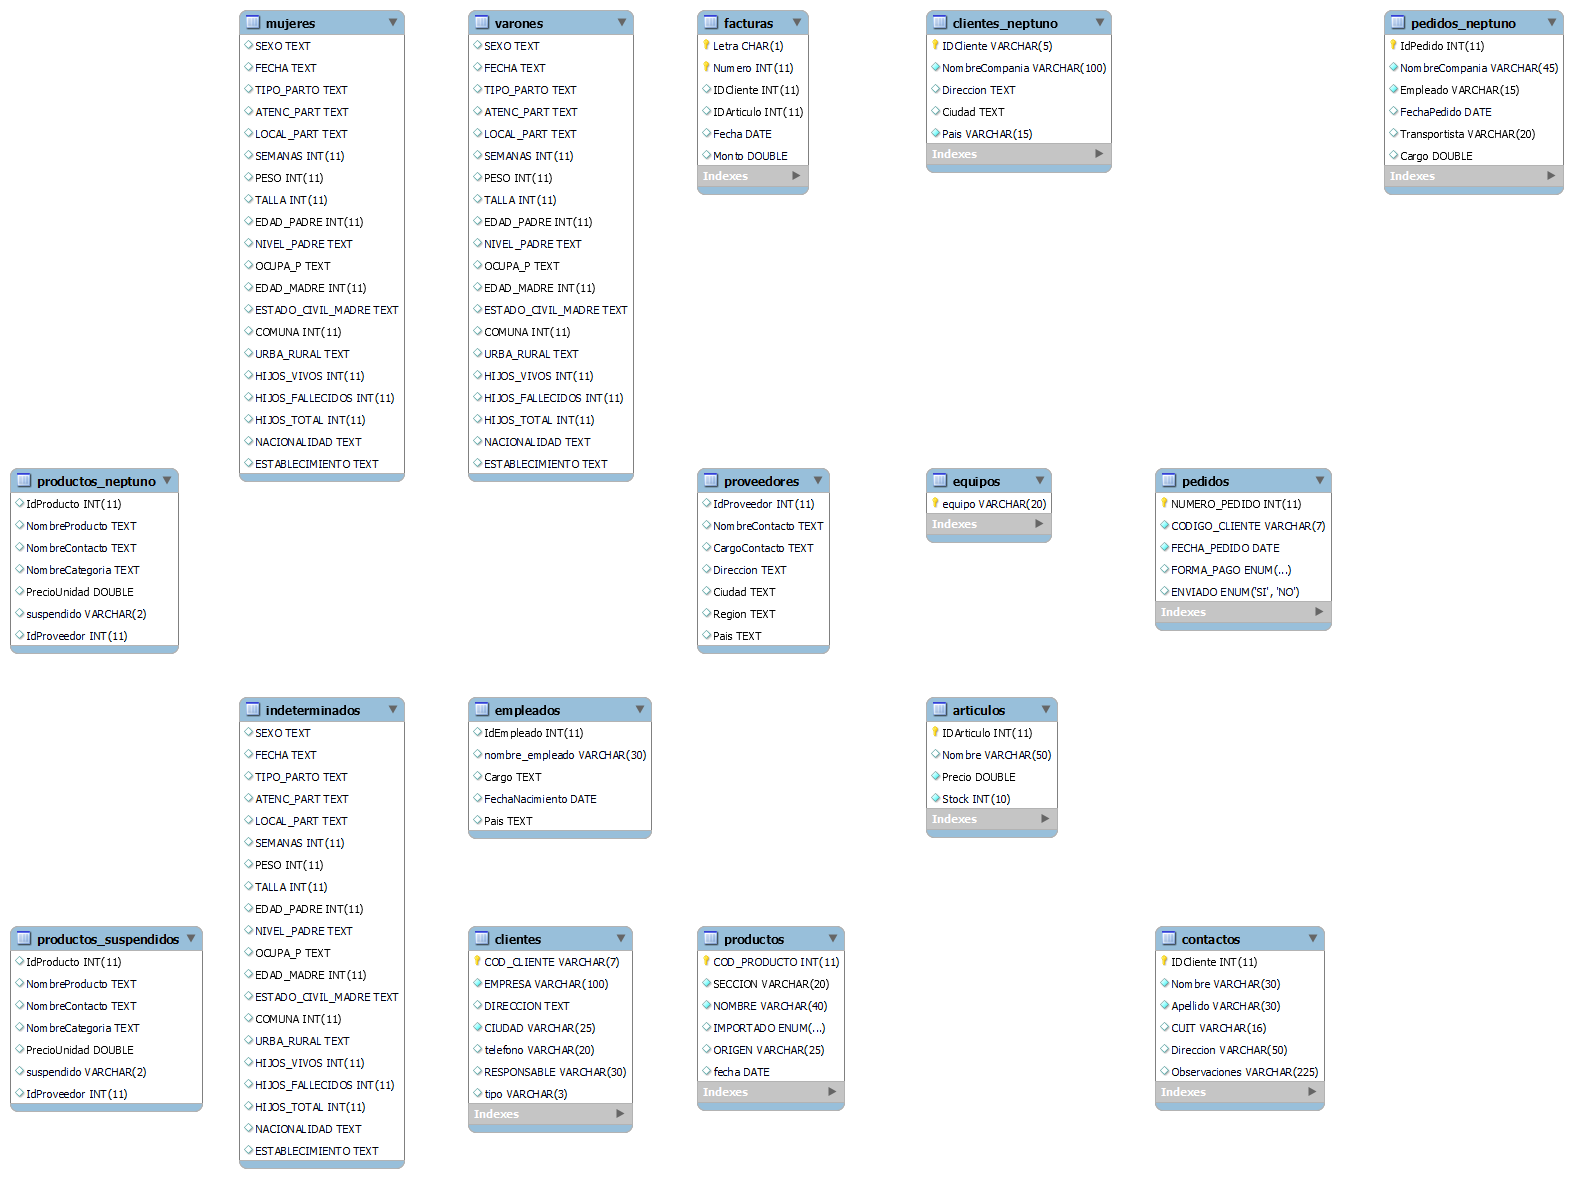 mujeres
SEXO TEXT
FECHA TEXT
TIPO_PARTO TEXT
ATENC_PART TEXT
LOCAL_PART TEXT
SEMANAS INT(11)
PESO INT(11)
TALLA INT(11)
EDAD_PADRE INT(11)
NIVEL_PADRE TEXT
OCUPA_P TEXT
EDAD_MADRE INT(11)
ESTADO_CIVIL_MADRE TEXT
COMUNA INT(11)
URBA_RURAL TEXT
HIJOS_VIVOS INT(11)
HIJOS_FALLECIDOS INT(11)
HIJOS_TOTAL INT(11)
NACIONALIDAD TEXT
ESTABLECIMIENTO TEXT
varones
SEXO TEXT
FECHA TEXT
TIPO_PARTO TEXT
ATENC_PART TEXT
LOCAL_PART TEXT
SEMANAS INT(11)
PESO INT(11)
TALLA INT(11)
EDAD_PADRE INT(11)
NIVEL_PADRE TEXT
OCUPA_P TEXT
EDAD_MADRE INT(11)
ESTADO_CIVIL_MADRE TEXT
COMUNA INT(11)
URBA_RURAL TEXT
HIJOS_VIVOS INT(11)
HIJOS_FALLECIDOS INT(11)
HIJOS_TOTAL INT(11)
NACIONALIDAD TEXT
ESTABLECIMIENTO TEXT
facturas
Letra CHAR(1)
Numero INT(11)
IDCliente INT(11)
IDArticulo INT(11)
Fecha DATE
Monto DOUBLE
Indexes
clientes_neptuno
IDCliente VARCHAR(5)
NombreCompania VARCHAR(100)
Direccion TEXT
Ciudad TEXT
Pais VARCHAR(15)
Indexes
pedidos_neptuno
IdPedido INT(11)
NombreCompania VARCHAR(45)
Empleado VARCHAR(15)
FechaPedido DATE
Transportista VARCHAR(20)
Cargo DOUBLE
Indexes
productos_neptuno
IdProducto INT(11)
NombreProducto TEXT
NombreContacto TEXT
NombreCategoria TEXT
PrecioUnidad DOUBLE
suspendido VARCHAR(2)
IdProveedor INT(11)
proveedores
IdProveedor INT(11)
NombreContacto TEXT
CargoContacto TEXT
Direccion TEXT
Ciudad TEXT
Region TEXT
Pais TEXT
equipos
equipo VARCHAR(20)
Indexes
pedidos
NUMERO_PEDIDO INT(11)
CODIGO_CLIENTE VARCHAR(7)
FECHA_PEDIDO DATE
FORMA_PAGO ENUM(...)
ENVIADO ENUM('SI', 'NO')
Indexes
indeterminados
SEXO TEXT
FECHA TEXT
TIPO_PARTO TEXT
ATENC_PART TEXT
LOCAL_PART TEXT
SEMANAS INT(11)
PESO INT(11)
TALLA INT(11)
EDAD_PADRE INT(11)
NIVEL_PADRE TEXT
OCUPA_P TEXT
EDAD_MADRE INT(11)
ESTADO_CIVIL_MADRE TEXT
COMUNA INT(11)
URBA_RURAL TEXT
HIJOS_VIVOS INT(11)
HIJOS_FALLECIDOS INT(11)
HIJOS_TOTAL INT(11)
NACIONALIDAD TEXT
ESTABLECIMIENTO TEXT
empleados
IdEmpleado INT(11)
nombre_empleado VARCHAR(30)
Cargo TEXT
FechaNacimiento DATE
Pais TEXT
articulos
IDArticulo INT(11)
Nombre VARCHAR(50)
Precio DOUBLE
Stock INT(10)
Indexes
productos_suspendidos
IdProducto INT(11)
NombreProducto TEXT
NombreContacto TEXT
NombreCategoria TEXT
PrecioUnidad DOUBLE
suspendido VARCHAR(2)
IdProveedor INT(11)
clientes
COD_CLIENTE VARCHAR(7)
EMPRESA VARCHAR(100)
DIRECCION TEXT
CIUDAD VARCHAR(25)
telefono VARCHAR(20)
RESPONSABLE VARCHAR(30)
tipo VARCHAR(3)
Indexes
productos
COD_PRODUCTO INT(11)
SECCION VARCHAR(20)
NOMBRE VARCHAR(40)
IMPORTADO ENUM(...)
ORIGEN VARCHAR(25)
fecha DATE
Indexes
contactos
IDCliente INT(11)
Nombre VARCHAR(30)
Apellido VARCHAR(30)
CUIT VARCHAR(16)
Direccion VARCHAR(50)
Observaciones VARCHAR(225)
Indexes